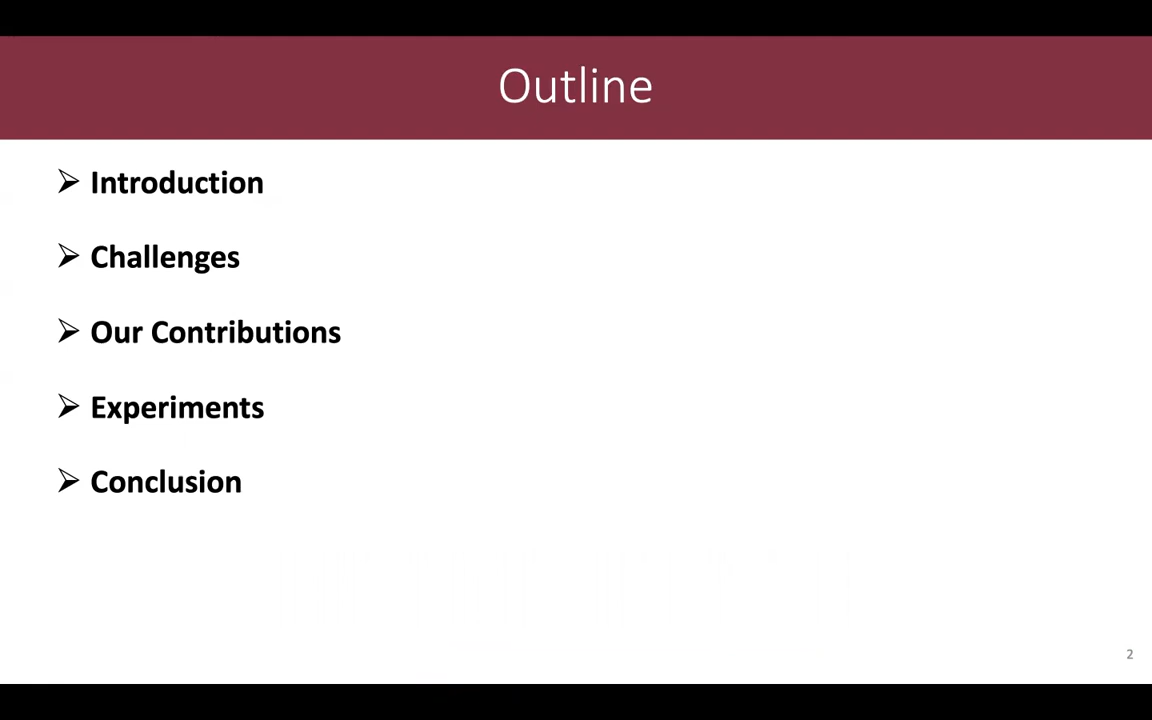 Outline
➢ Introduction
➢ Challenges
➢ Our Contributions
➢ Experiments
➢ Conclusion
2